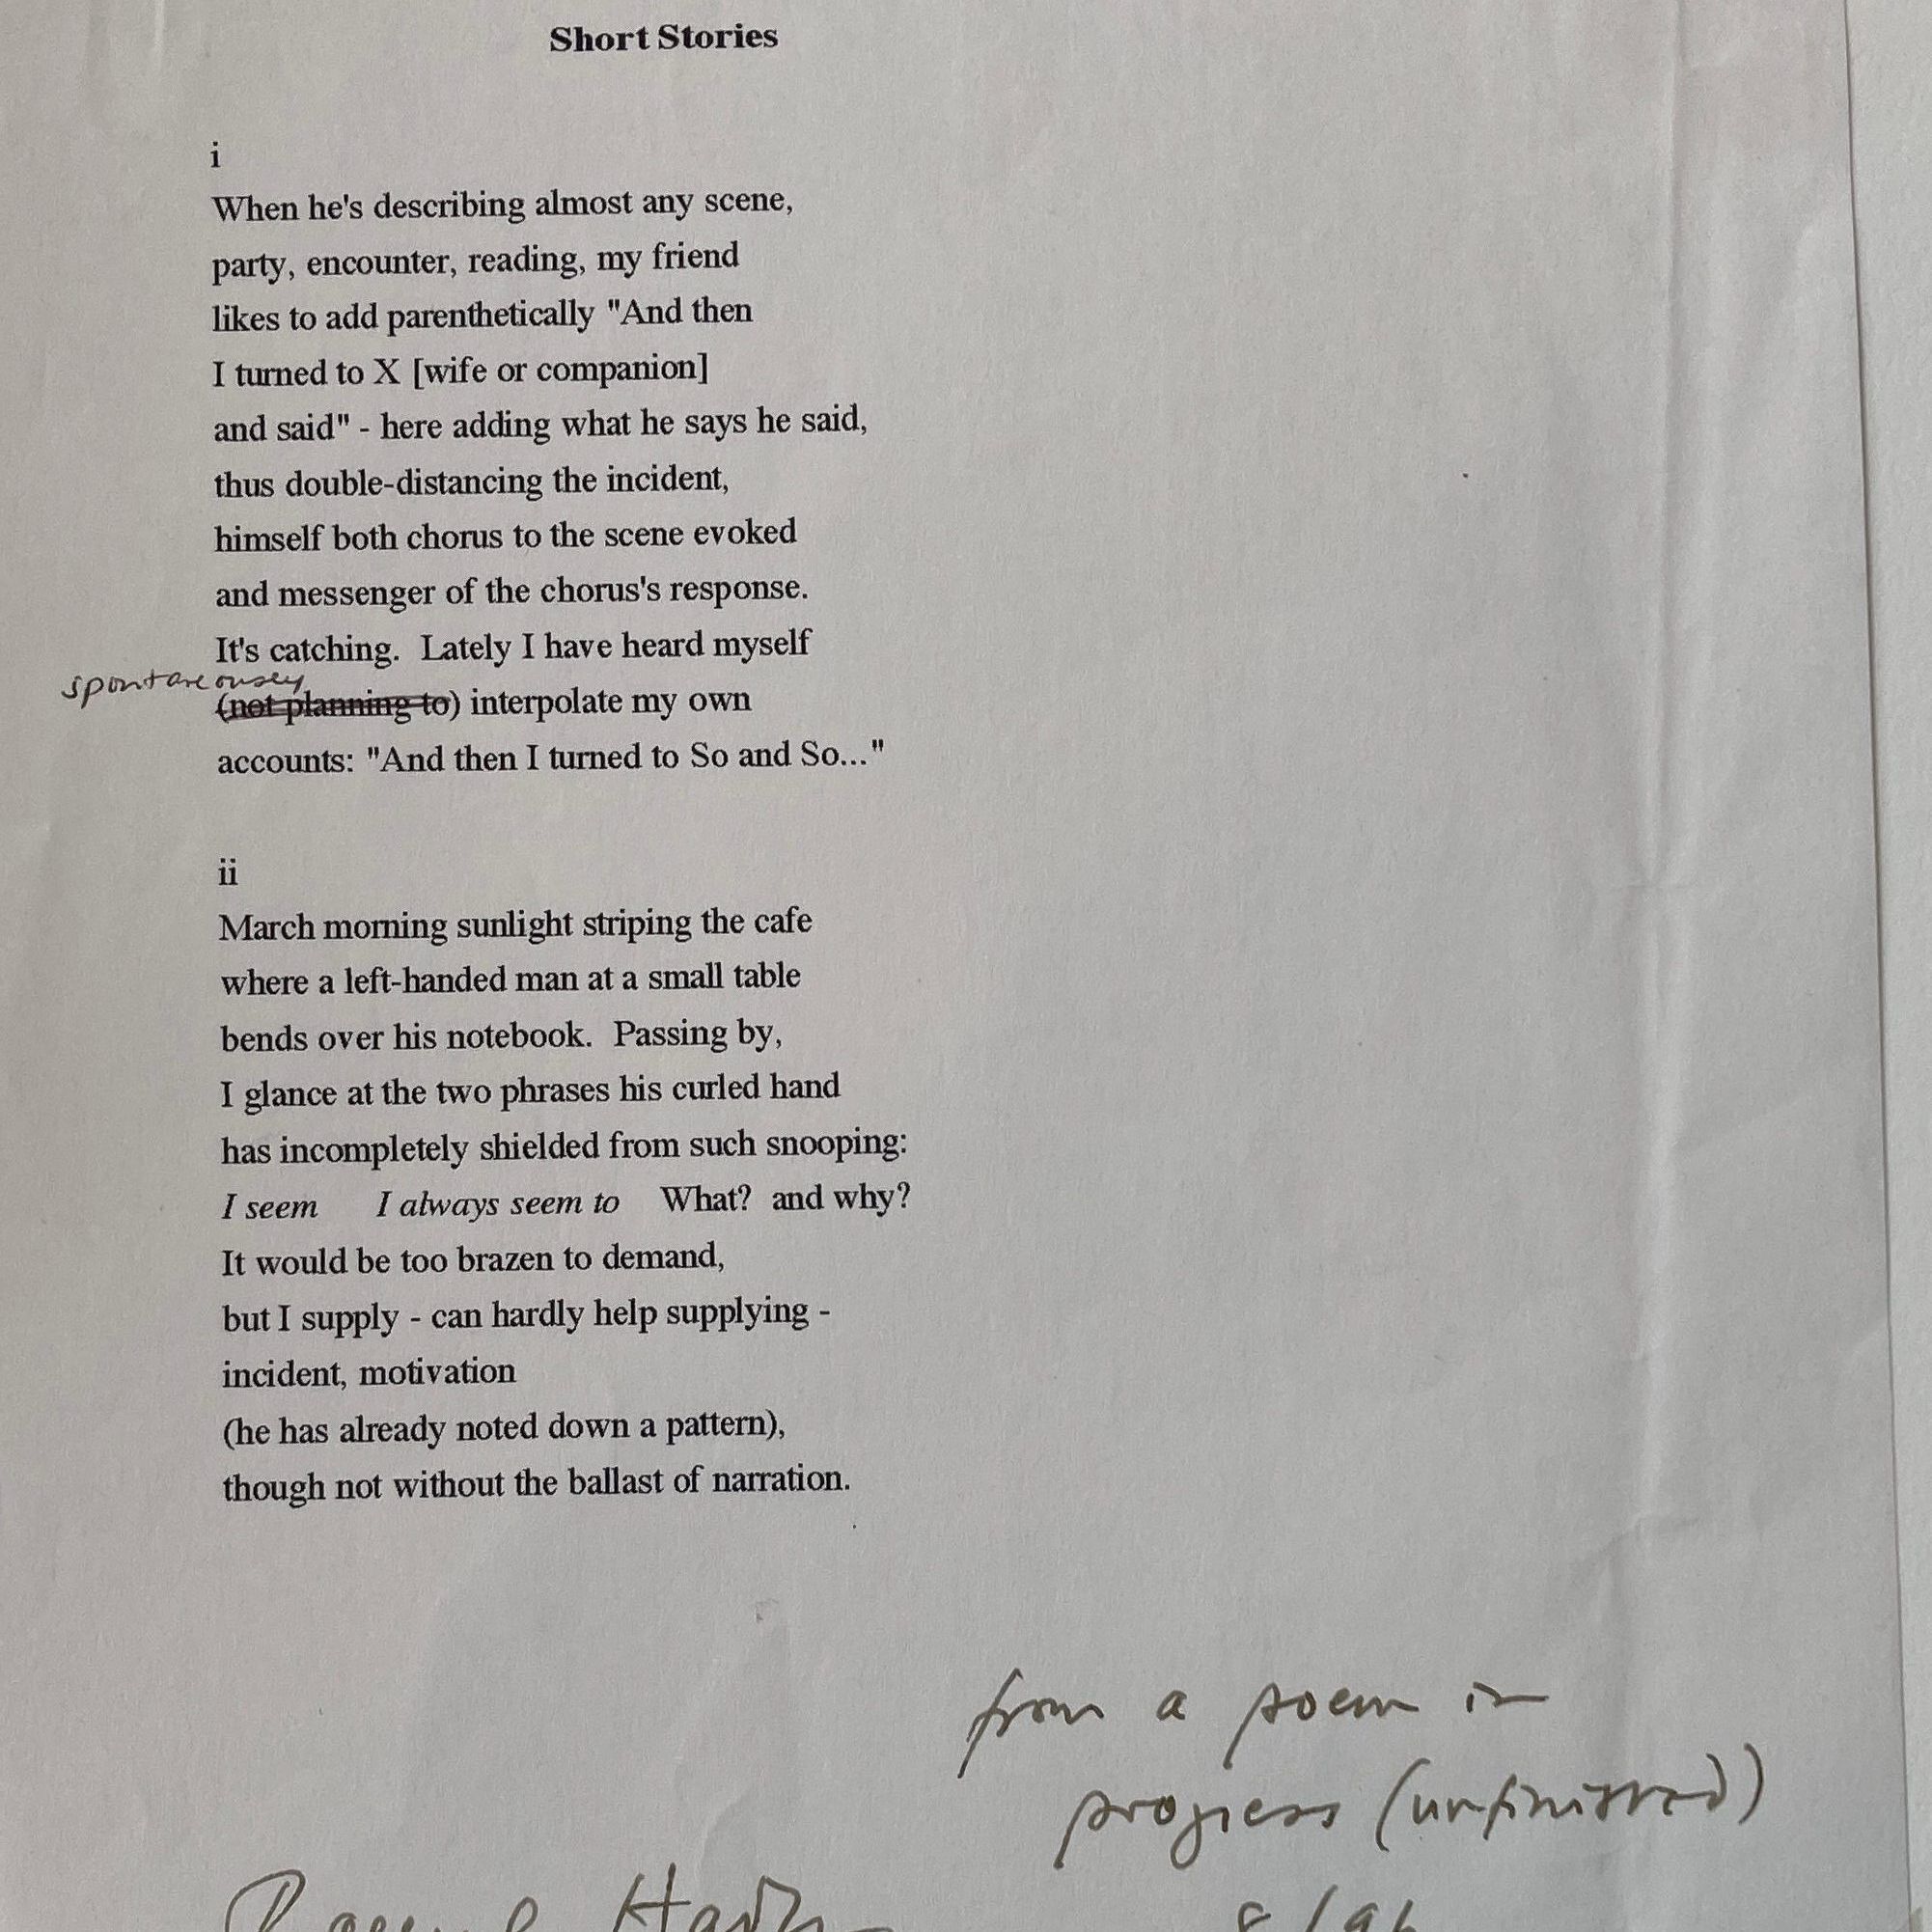 Short Stories
i
When he's describing almost any scene,
party, encounter, reading, my friend
likes to add parenthetically "And then
I turned to X [wife or companion]
and said" - here adding what he says he said,
thus double-distancing the incident,
himself both chorus to the scene evoked
and messenger of the chorus's response.
It's catching.  Lately I have heard myself
spontaneously
(not planning to) interpolate my own
accounts: "And then I turned to So and So..."
ii
March morning sunlight striping the cafe
where a left-handed man at a small table
bends over his notebook.  Passing by,
I glance at the two phrases his curled hand
has incompletely shielded from such snooping:
I seem    I always seem to    What?  and why?
It would be too brazen to demand,
but I supply - can hardly help supplying -
incident, motivation
(he has already noted down a pattern),
though not without the ballast of narration.
from a poem in
progress (unfinished)
8/96